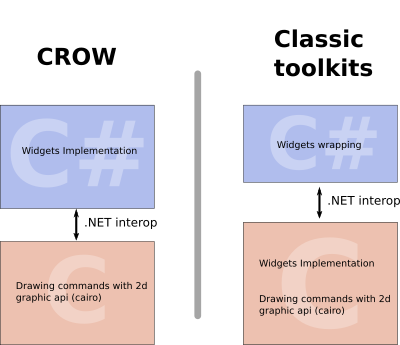 CROW
C#
Widgets Implementation
.NET interop
C
Drawing commands with 2d
graphic api (cairo)
Classic
toolkits
C#
Widgets wrapping
.NET interop
C
Widgets Implementation
Drawing commands with 2d
graphic api (cairo)